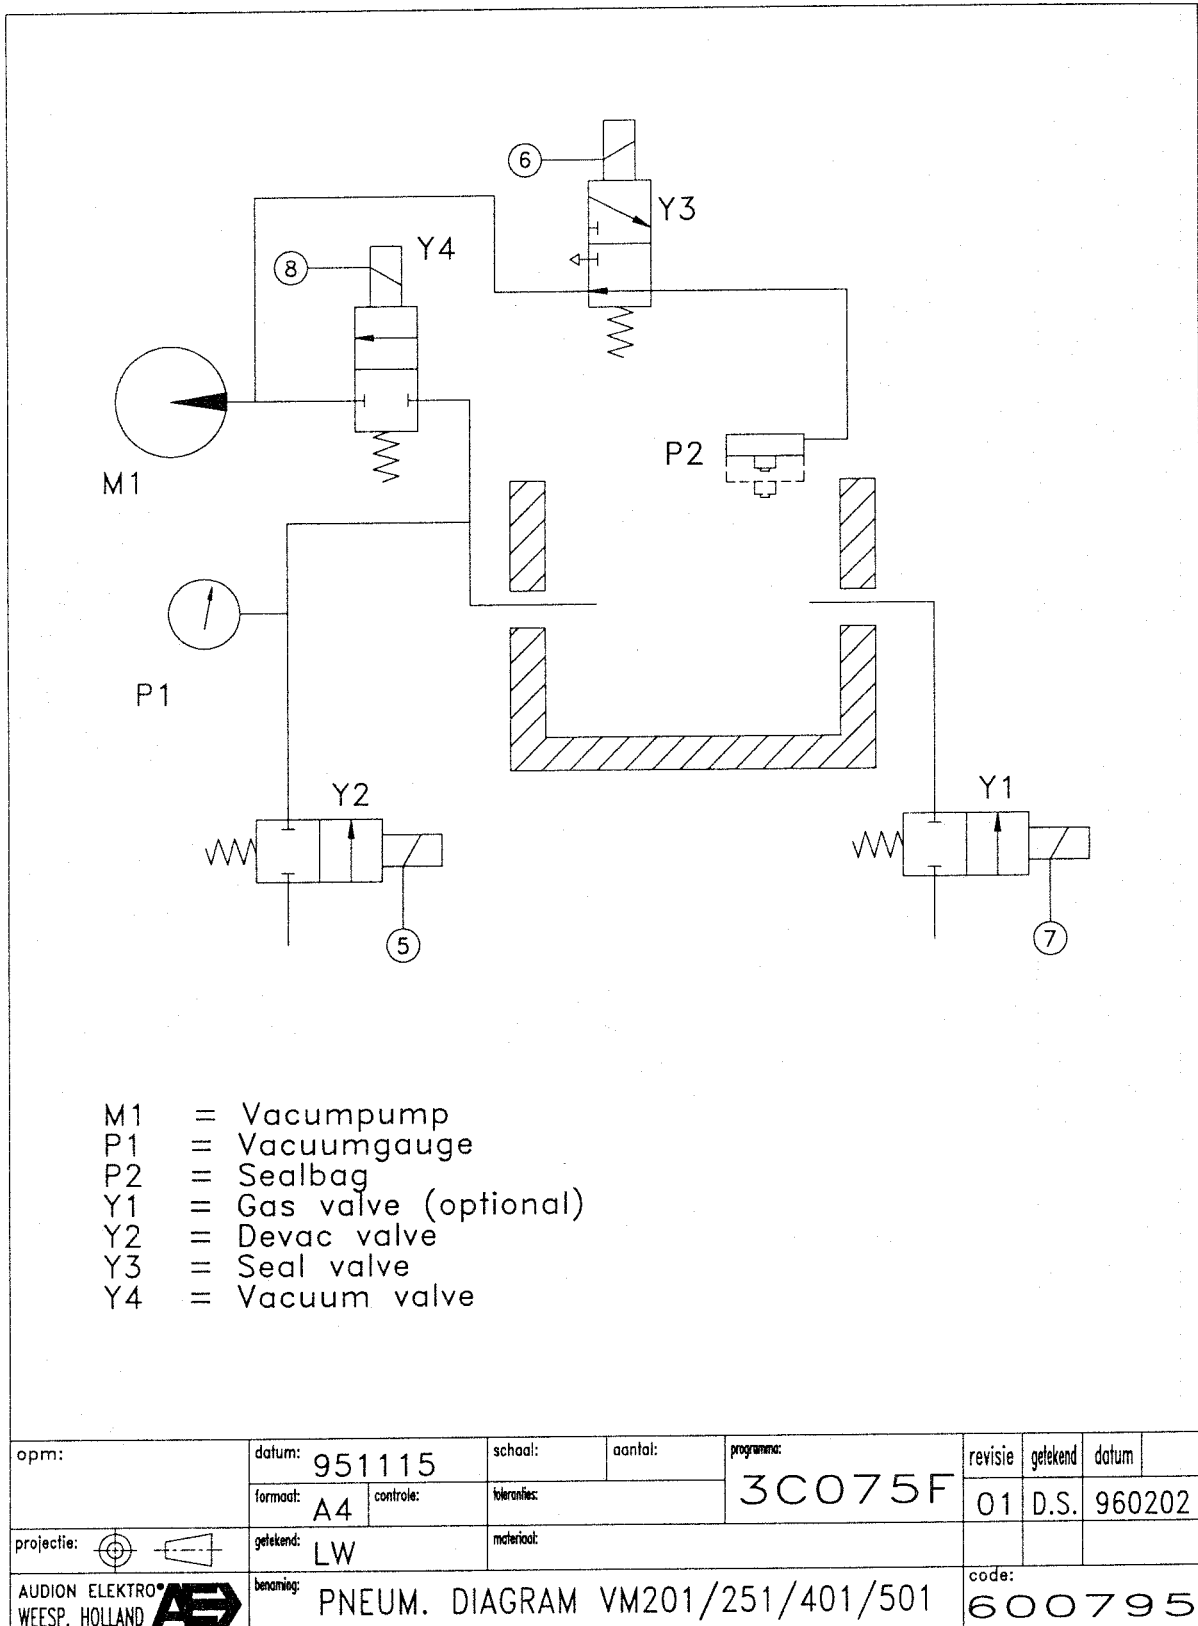 6
Y3
8
Y4
M1
P2
P1
Y2
Y1
5
7
M1 = Vacumpump
P1 = Vacuumgauge
P2 = Sealbag
Y1 = Gas valve (optional)
Y2 = Devac valve
Y3 = Seal valve
Y4 = Vacuum valve
opm:
datum: 951115
schaal:
aantal:
programma: 3C075F
revisie getekend datum
formaat: A4
controle:
toleranties:
01 D.S. 960202
projectie:
getekend: LW
materiaal:
AUDION ELEKTRO
WEESP. HOLLAND
AE
benaming: PNEUM. DIAGRAM VM201/251/401/501
code: 600795